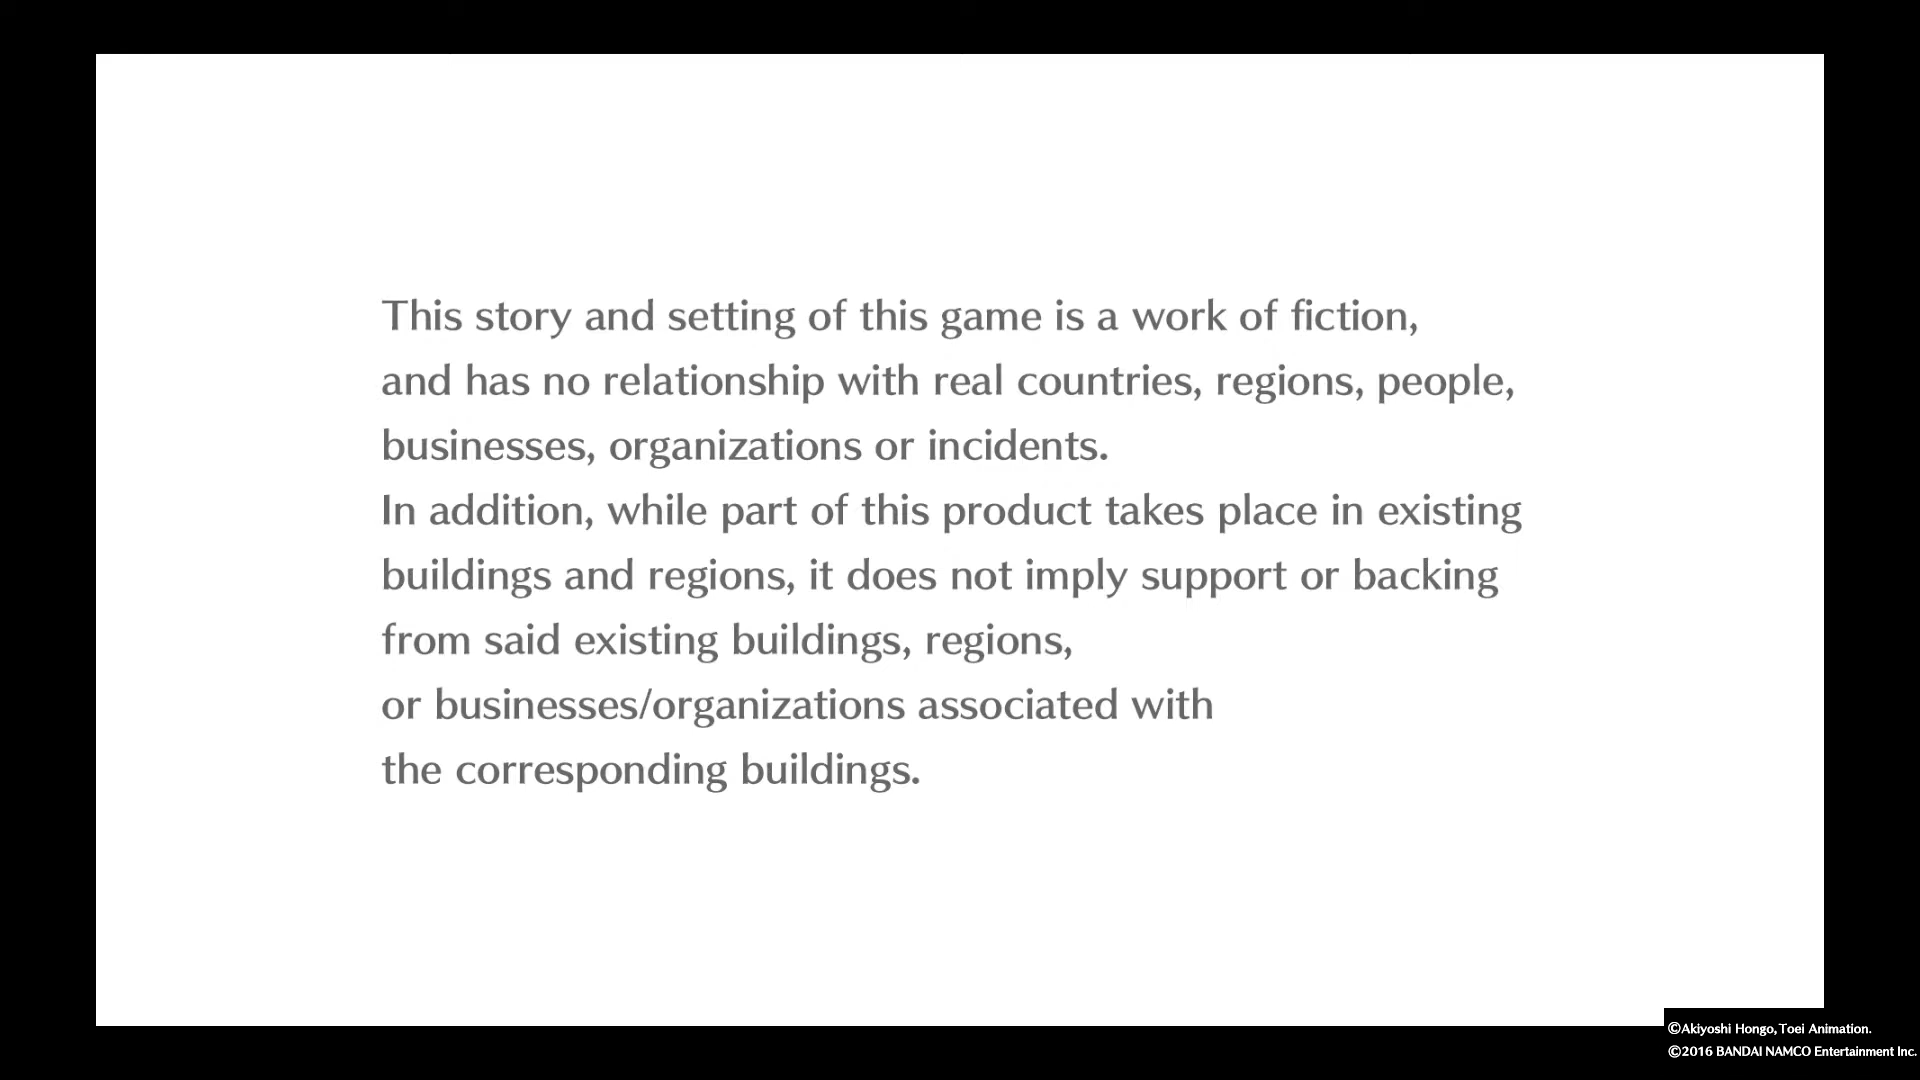 This story and setting of this game is a work of fiction,
and has no relationship with real countries, regions, people,
businesses, organizations or incidents.
In addition, while part of this product takes place in existing
buildings and regions, it does not imply support or backing
from said existing buildings, regions,
or businesses/organizations associated with
the corresponding buildings.
©Akiyoshi Hongo, Toei Animation.
©2016 BANDAI NAMCO Entertainment Inc.